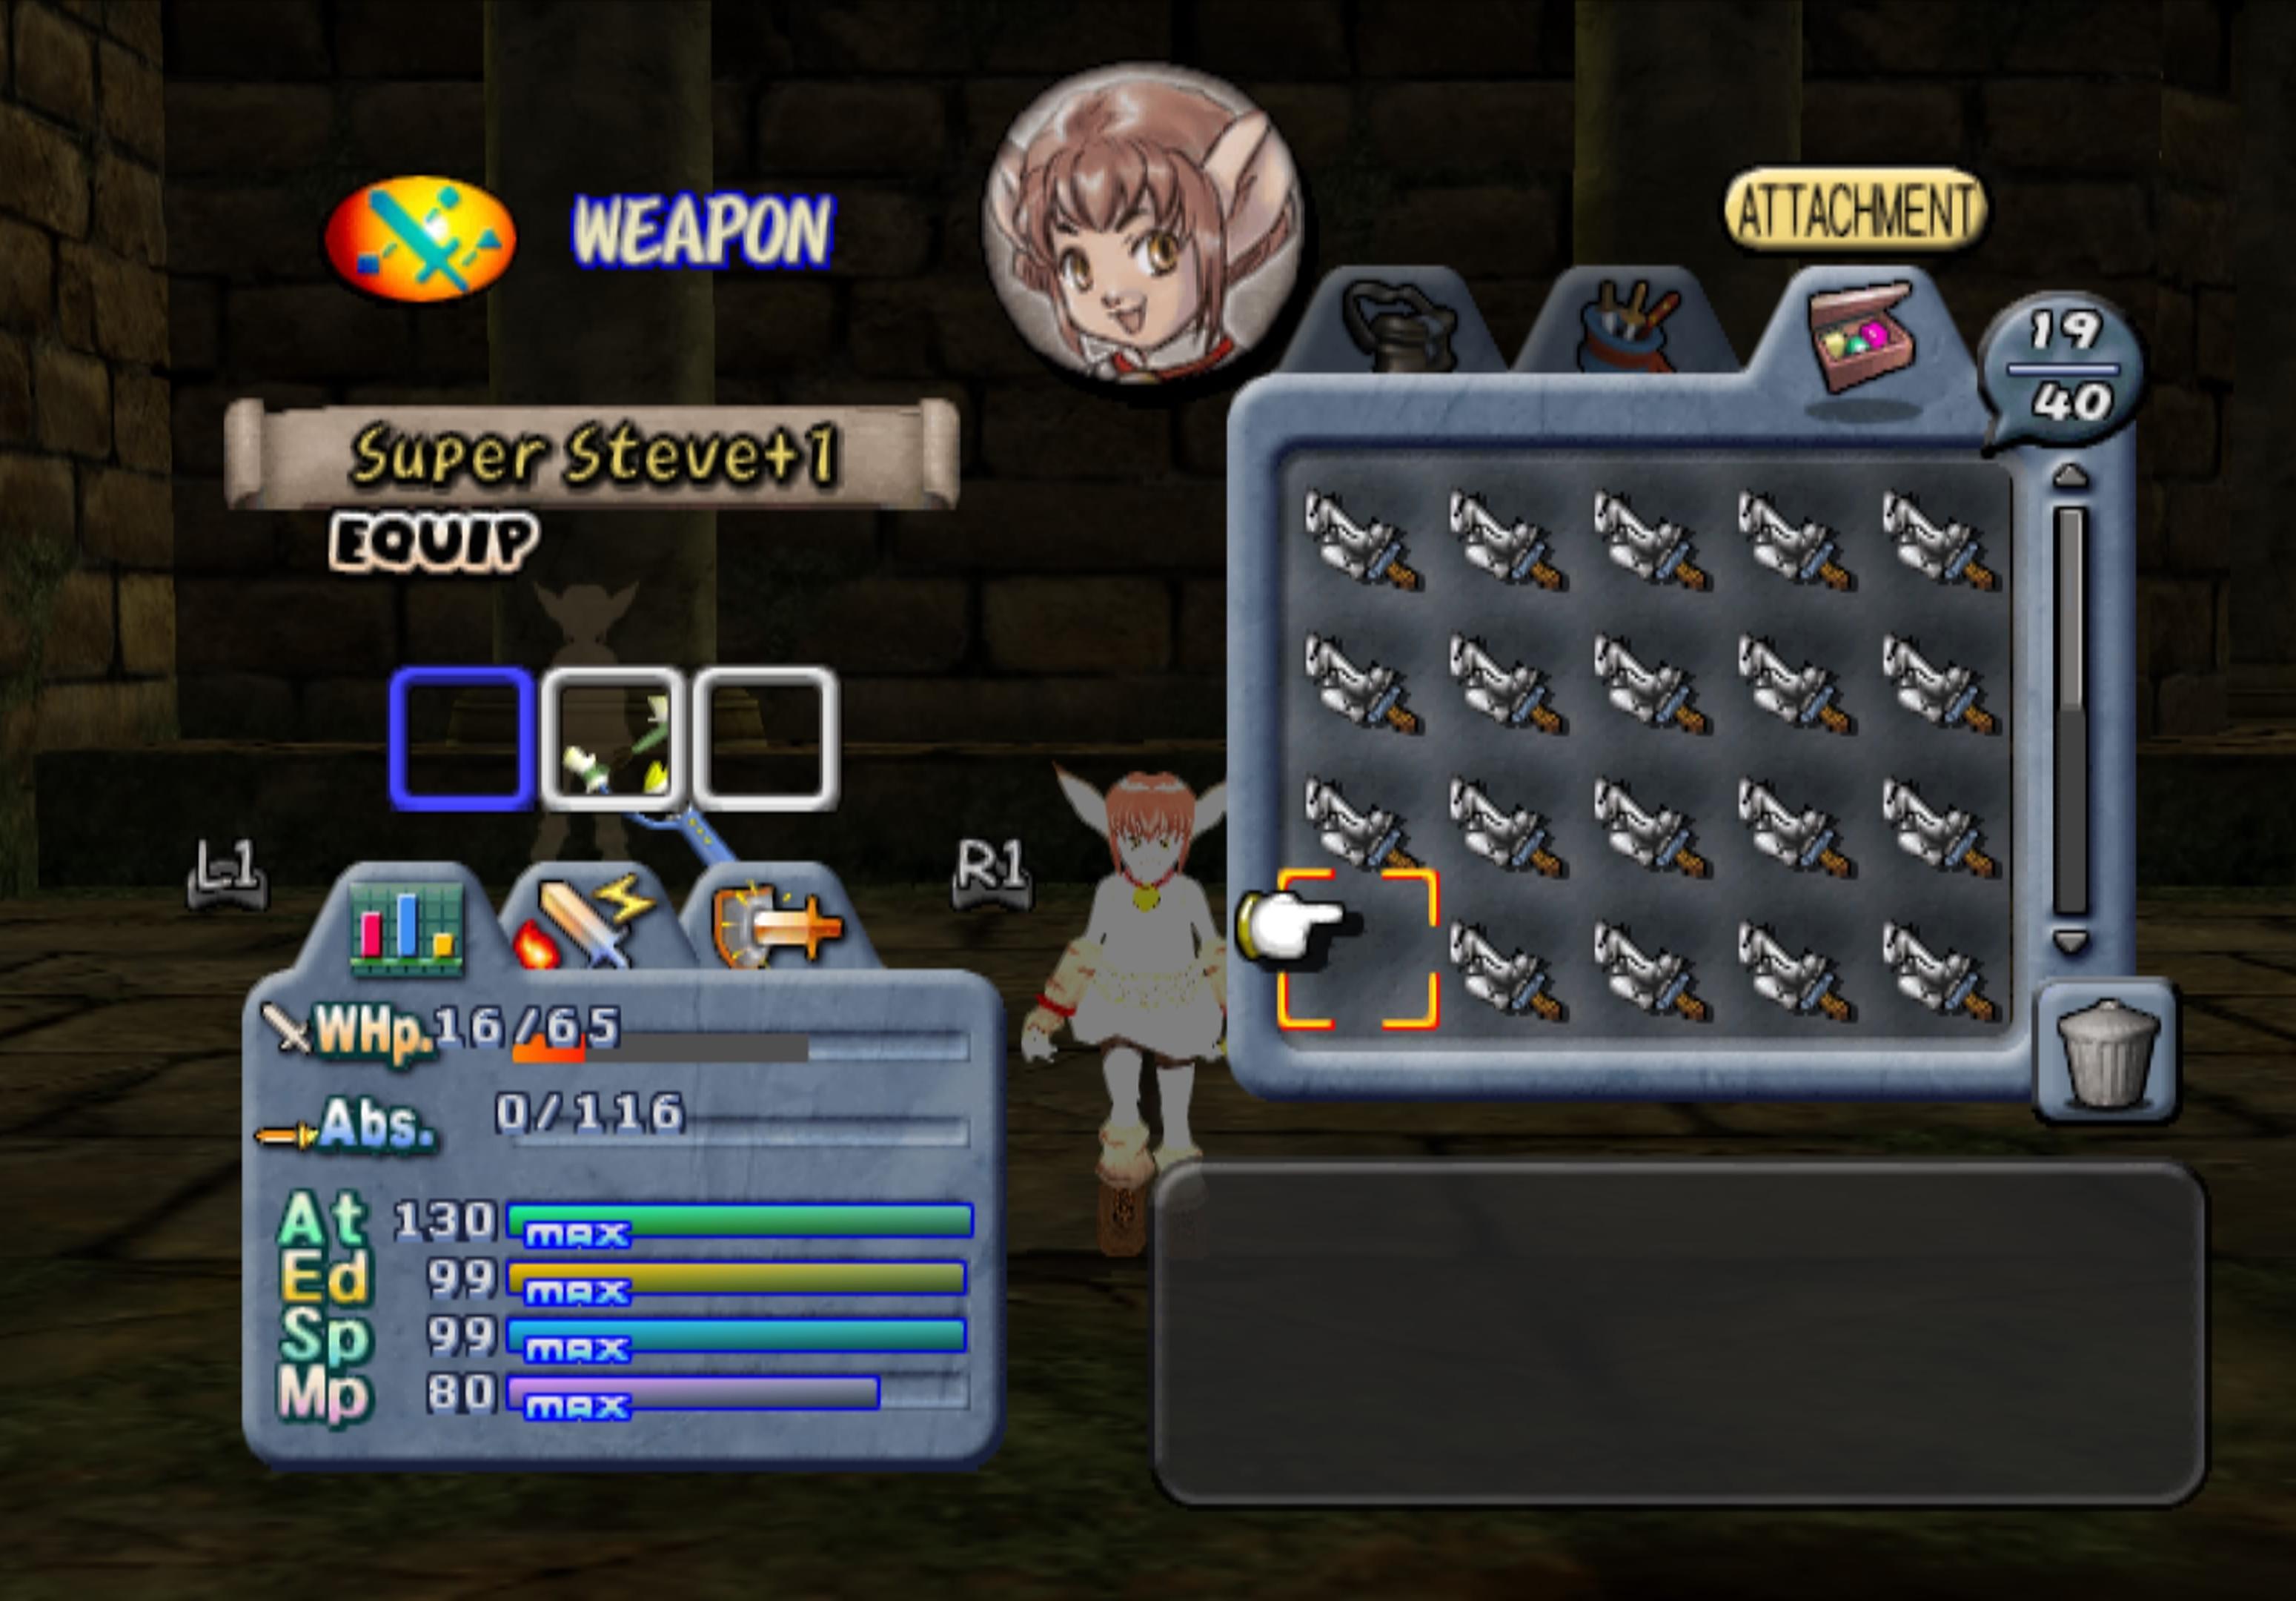 WEAPON
ATTACHMENT
19
40
Super Steve+1
EQUIP
L1
R1
WHp. 16/65
Abs. 0/116
At 130 max
Ed 99 max
Sp 99 max
Mp 80 max